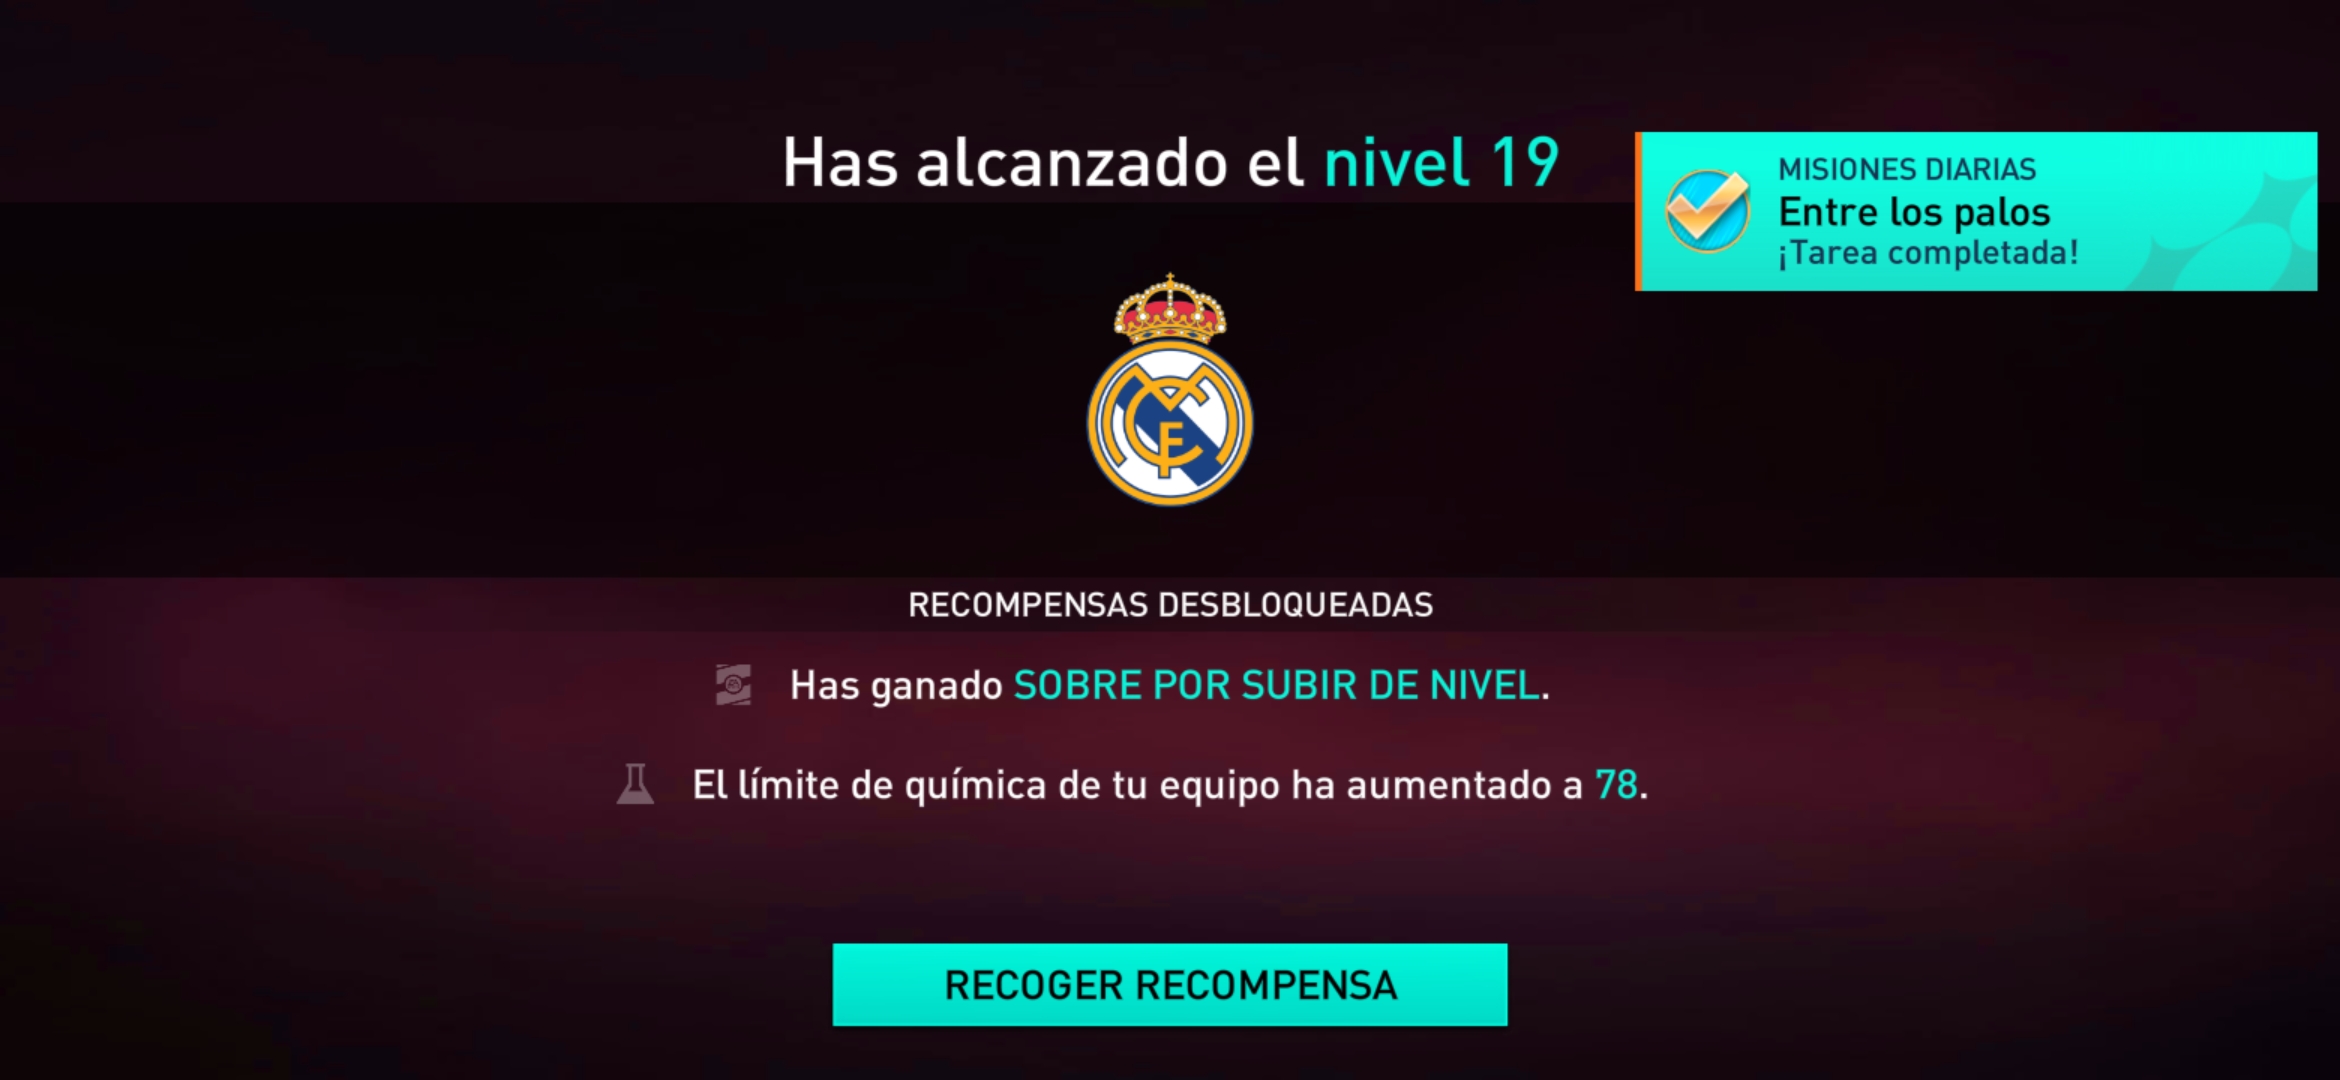 Has alcanzado el nivel 19
MISIONES DIARIAS
Entre los palos
¡Tarea completada!
RECOMPENSAS DESBLOQUEADAS
Has ganado SOBRE POR SUBIR DE NIVEL.
El límite de química de tu equipo ha aumentado a 78.
RECOGER RECOMPENSA